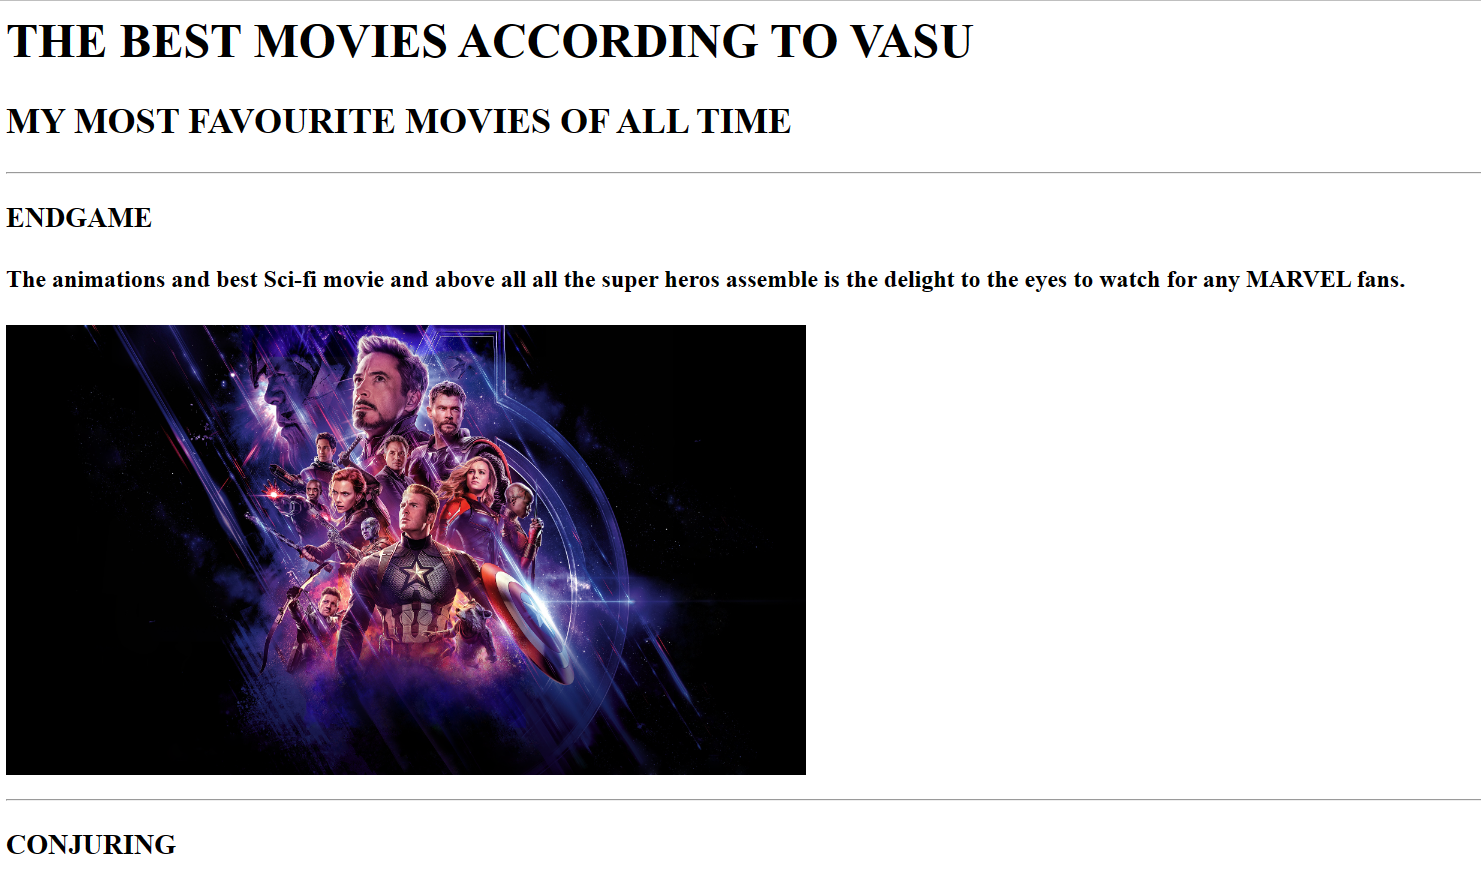 THE BEST MOVIES ACCORDING TO VASU
MY MOST FAVOURITE MOVIES OF ALL TIME
ENDGAME
The animations and best Sci-fi movie and above all all the super heros assemble is the delight to the eyes to watch for any MARVEL fans.
CONJURING